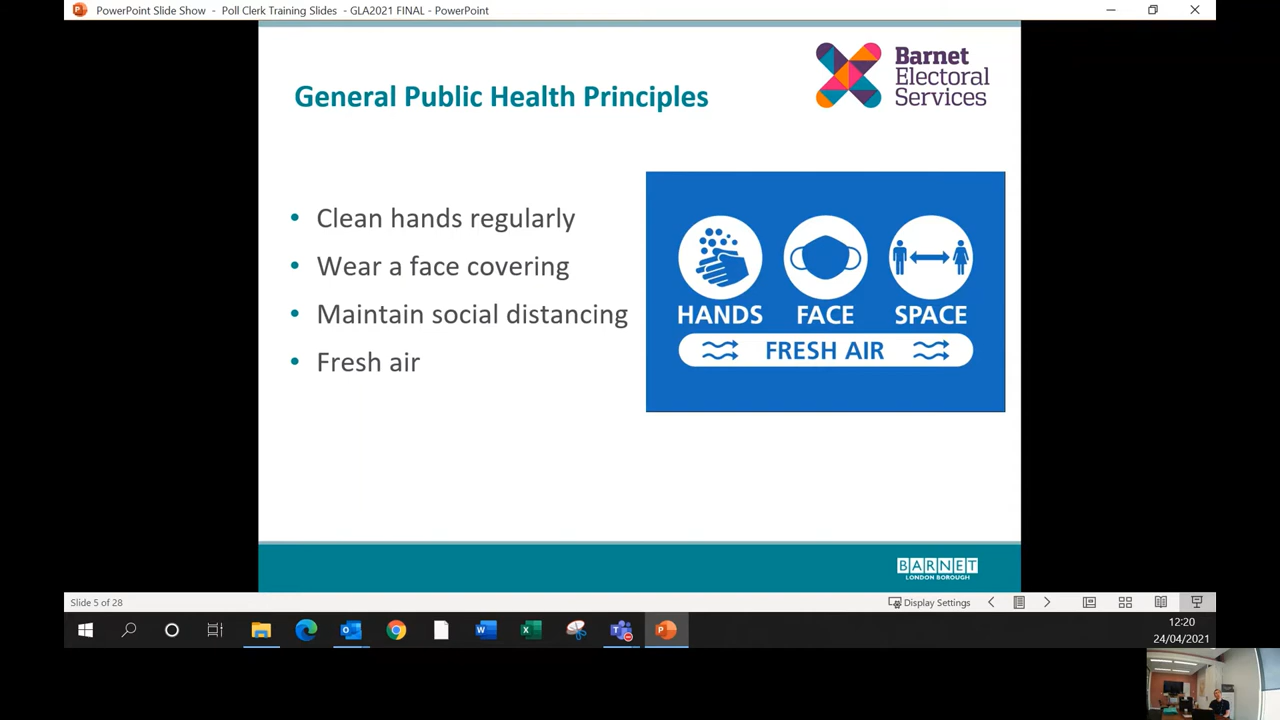 PowerPoint Slide Show - Poll Clerk Training Slides - GLA2021 FINAL - PowerPoint
Barnet
Electoral
Services
General Public Health Principles
• Clean hands regularly
• Wear a face covering
• Maintain social distancing
• Fresh air
HANDS FACE SPACE
FRESH AIR
BARNET
LONDON BOROUGH
Slide 5 of 28
Display Settings
12:20
24/04/2021